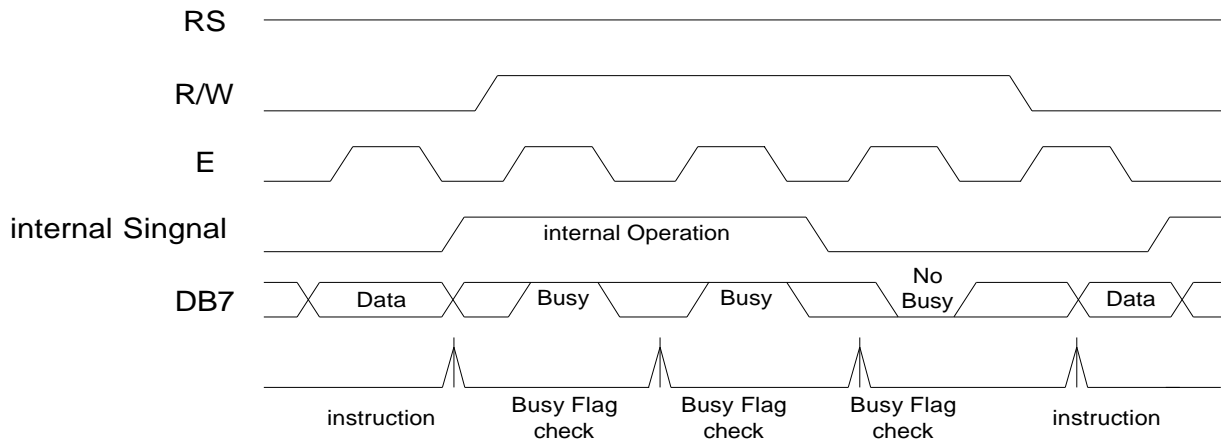 RS
R/W
E
internal Singnal
internal Operation
DB7
Data
Busy
Busy
No
Busy
Data
instruction
Busy Flag
check
Busy Flag
check
Busy Flag
check
instruction